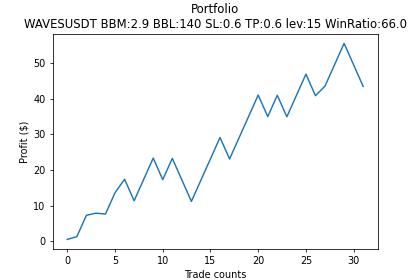 Portfolio
WAVESUSDT BBM:2.9 BBL:140 SL:0.6 TP:0.6 lev:15 WinRatio:66.0
50
40
30
20
10
0
Profit ($)
0 5 10 15 20 25 30
Trade counts